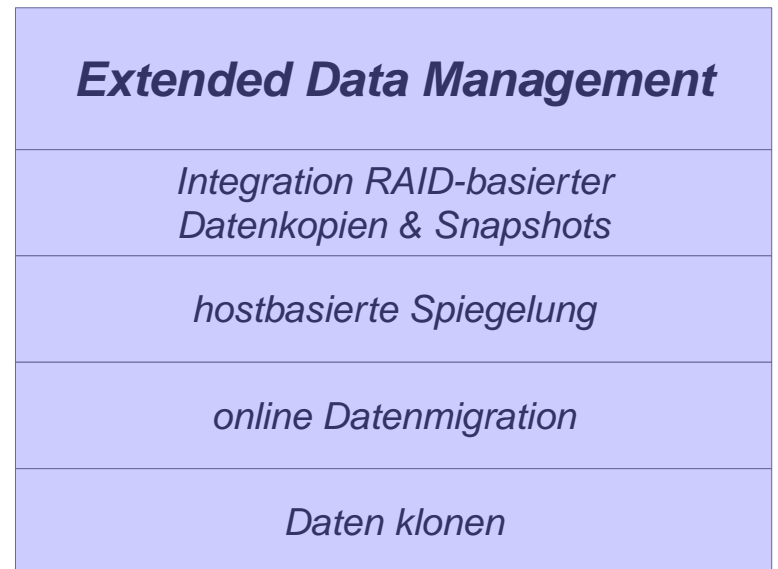 Extended Data Management
Integration RAID-basierter
Datenkopien & Snapshots
hostbasierte Spiegelung
online Datenmigration
Daten klonen